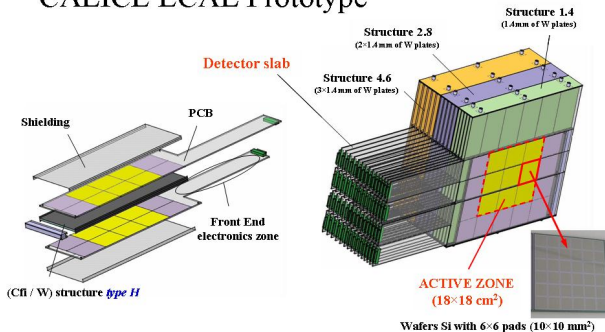 CALICE ECAL Prototype
Structure 1.4
(1.4mm of W plates)
Structure 2.8
(2×1.4mm of W plates)
Detector slab
Structure 4.6
(3×1.4mm of W plates)
Shielding
PCB
Front End
electronics zone
(Cfi / W) structure type H
ACTIVE ZONE
(18×18 cm²)
Wafers Si with 6×6 pads (10×10 mm²)